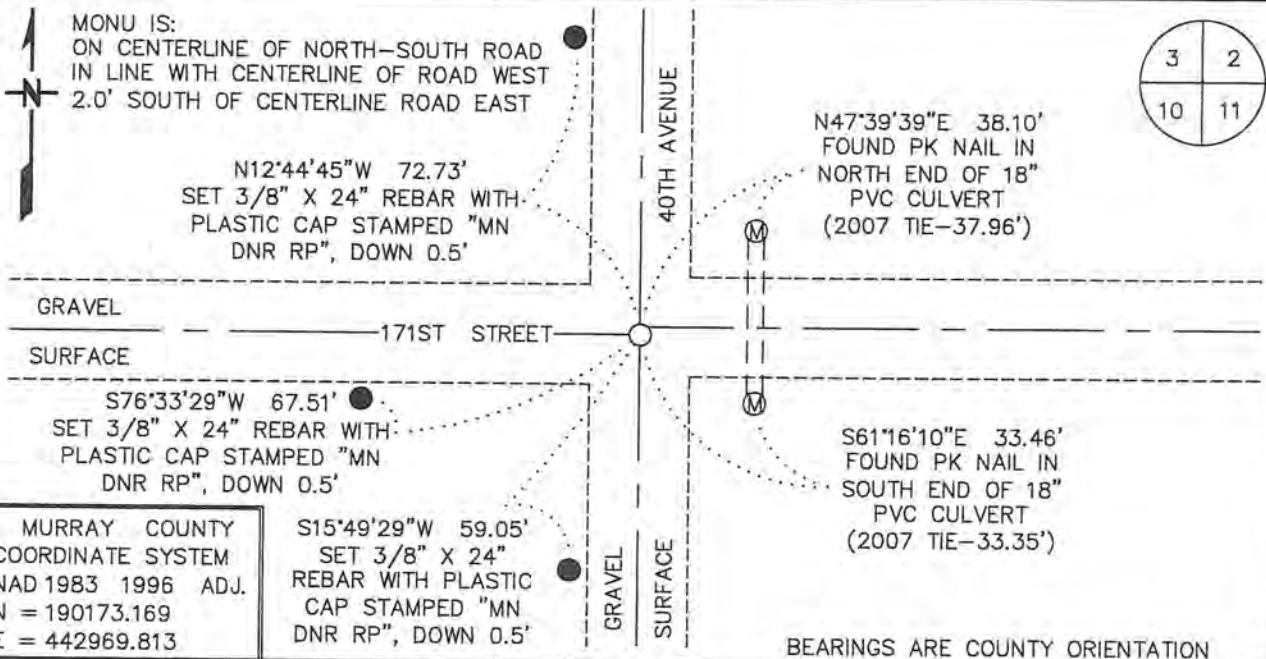 MONU IS:
ON CENTERLINE OF NORTH-SOUTH ROAD
IN LINE WITH CENTERLINE OF ROAD WEST
2.0' SOUTH OF CENTERLINE ROAD EAST
N
3 2
10 11
N12°44'45"W 72.73'
SET 3/8" X 24" REBAR WITH
PLASTIC CAP STAMPED "MN
DNR RP", DOWN 0.5'
40TH AVENUE
N47°39'39"E 38.10'
FOUND PK NAIL IN
NORTH END OF 18"
PVC CULVERT
(2007 TIE-37.96')
M
GRAVEL
171ST STREET
SURFACE
S76°33'29"W 67.51'
SET 3/8" X 24" REBAR WITH
PLASTIC CAP STAMPED "MN
DNR RP", DOWN 0.5'
M
S61°16'10"E 33.46'
FOUND PK NAIL IN
SOUTH END OF 18"
PVC CULVERT
(2007 TIE-33.35')
MURRAY COUNTY
COORDINATE SYSTEM
NAD 1983 1996 ADJ.
N = 190173.169
E = 442969.813
S15°49'29"W 59.05'
SET 3/8" X 24"
REBAR WITH PLASTIC
CAP STAMPED "MN
DNR RP", DOWN 0.5'
GRAVEL
SURFACE
BEARINGS ARE COUNTY ORIENTATION